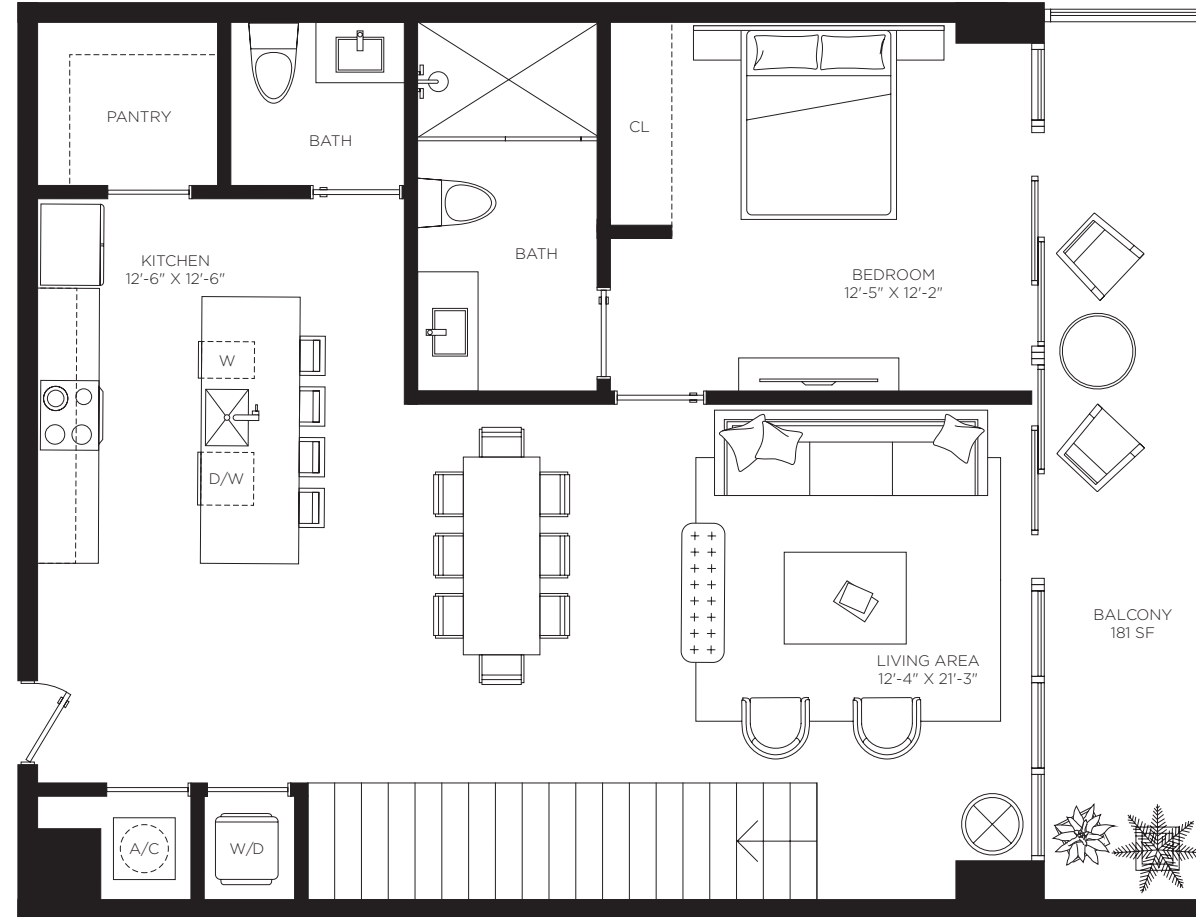 PANTRY
BATH
CL
KITCHEN
12'-6" X 12'-6"
BATH
BEDROOM
12'-5" X 12'-2"
W
D/W
BALCONY
181 SF
LIVING AREA
12'-4" X 21'-3"
A/C
W/D